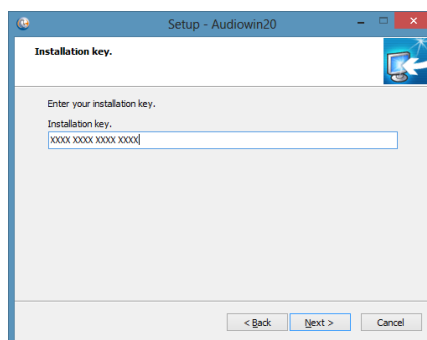 Setup - Audiowin20
Installation key.
Enter your installation key.
Installation key.
XXXX XXXX XXXX XXXX
< Back Next > Cancel